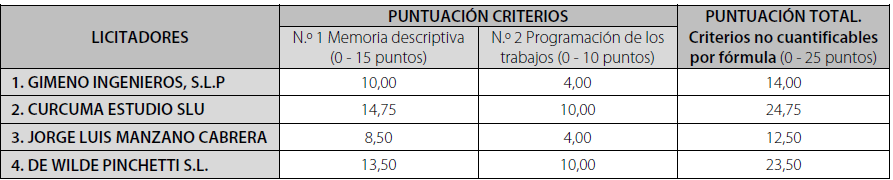 LICITADORES PUNTUACIÓN CRITERIOS PUNTUACIÓN TOTAL.
N.º 1 Memoria descriptiva N.º 2 Programación de los Criterios no cuantificables
(0 - 15 puntos) trabajos (0 - 10 puntos) por fórmula (0 - 25 puntos)
1. GIMENO INGENIEROS, S.L.P 10,00 4,00 14,00
2. CURCUMA ESTUDIO SLU 14,75 10,00 24,75
3. JORGE LUIS MANZANO CABRERA 8,50 4,00 12,50
4. DE WILDE PINCHETTI S.L. 13,50 10,00 23,50